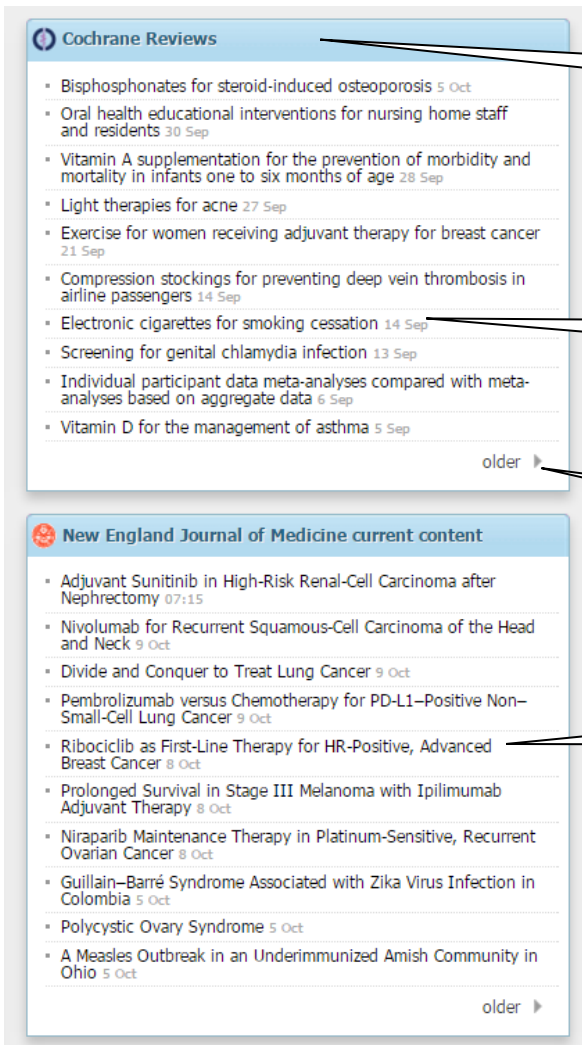 Cochrane Reviews
Bisphosphonates for steroid-induced osteoporosis 5 Oct
Oral health educational interventions for nursing home staff
and residents 30 Sep
Vitamin A supplementation for the prevention of morbidity and
mortality in infants one to six months of age 28 Sep
Light therapies for acne 27 Sep
Exercise for women receiving adjuvant therapy for breast cancer
21 Sep
Compression stockings for preventing deep vein thrombosis in
airline passengers 14 Sep
Electronic cigarettes for smoking cessation 14 Sep
Screening for genital chlamydia infection 13 Sep
Individual participant data meta-analyses compared with meta-
analyses based on aggregate data 6 Sep
Vitamin D for the management of asthma 5 Sep
older
New England Journal of Medicine current content
Adjuvant Sunitinib in High-Risk Renal-Cell Carcinoma after
Nephrectomy 07:15
Nivolumab for Recurrent Squamous-Cell Carcinoma of the Head
and Neck 9 Oct
Divide and Conquer to Treat Lung Cancer 9 Oct
Pembrolizumab versus Chemotherapy for PD-L1–Positive Non–
Small-Cell Lung Cancer 9 Oct
Ribociclib as First-Line Therapy for HR-Positive, Advanced
Breast Cancer 8 Oct
Prolonged Survival in Stage III Melanoma with Ipilimumab
Adjuvant Therapy 8 Oct
Niraparib Maintenance Therapy in Platinum-Sensitive, Recurrent
Ovarian Cancer 8 Oct
Guillain–Barré Syndrome Associated with Zika Virus Infection in
Colombia 5 Oct
Polycystic Ovary Syndrome 5 Oct
A Measles Outbreak in an Underimmunized Amish Community in
Ohio 5 Oct
older